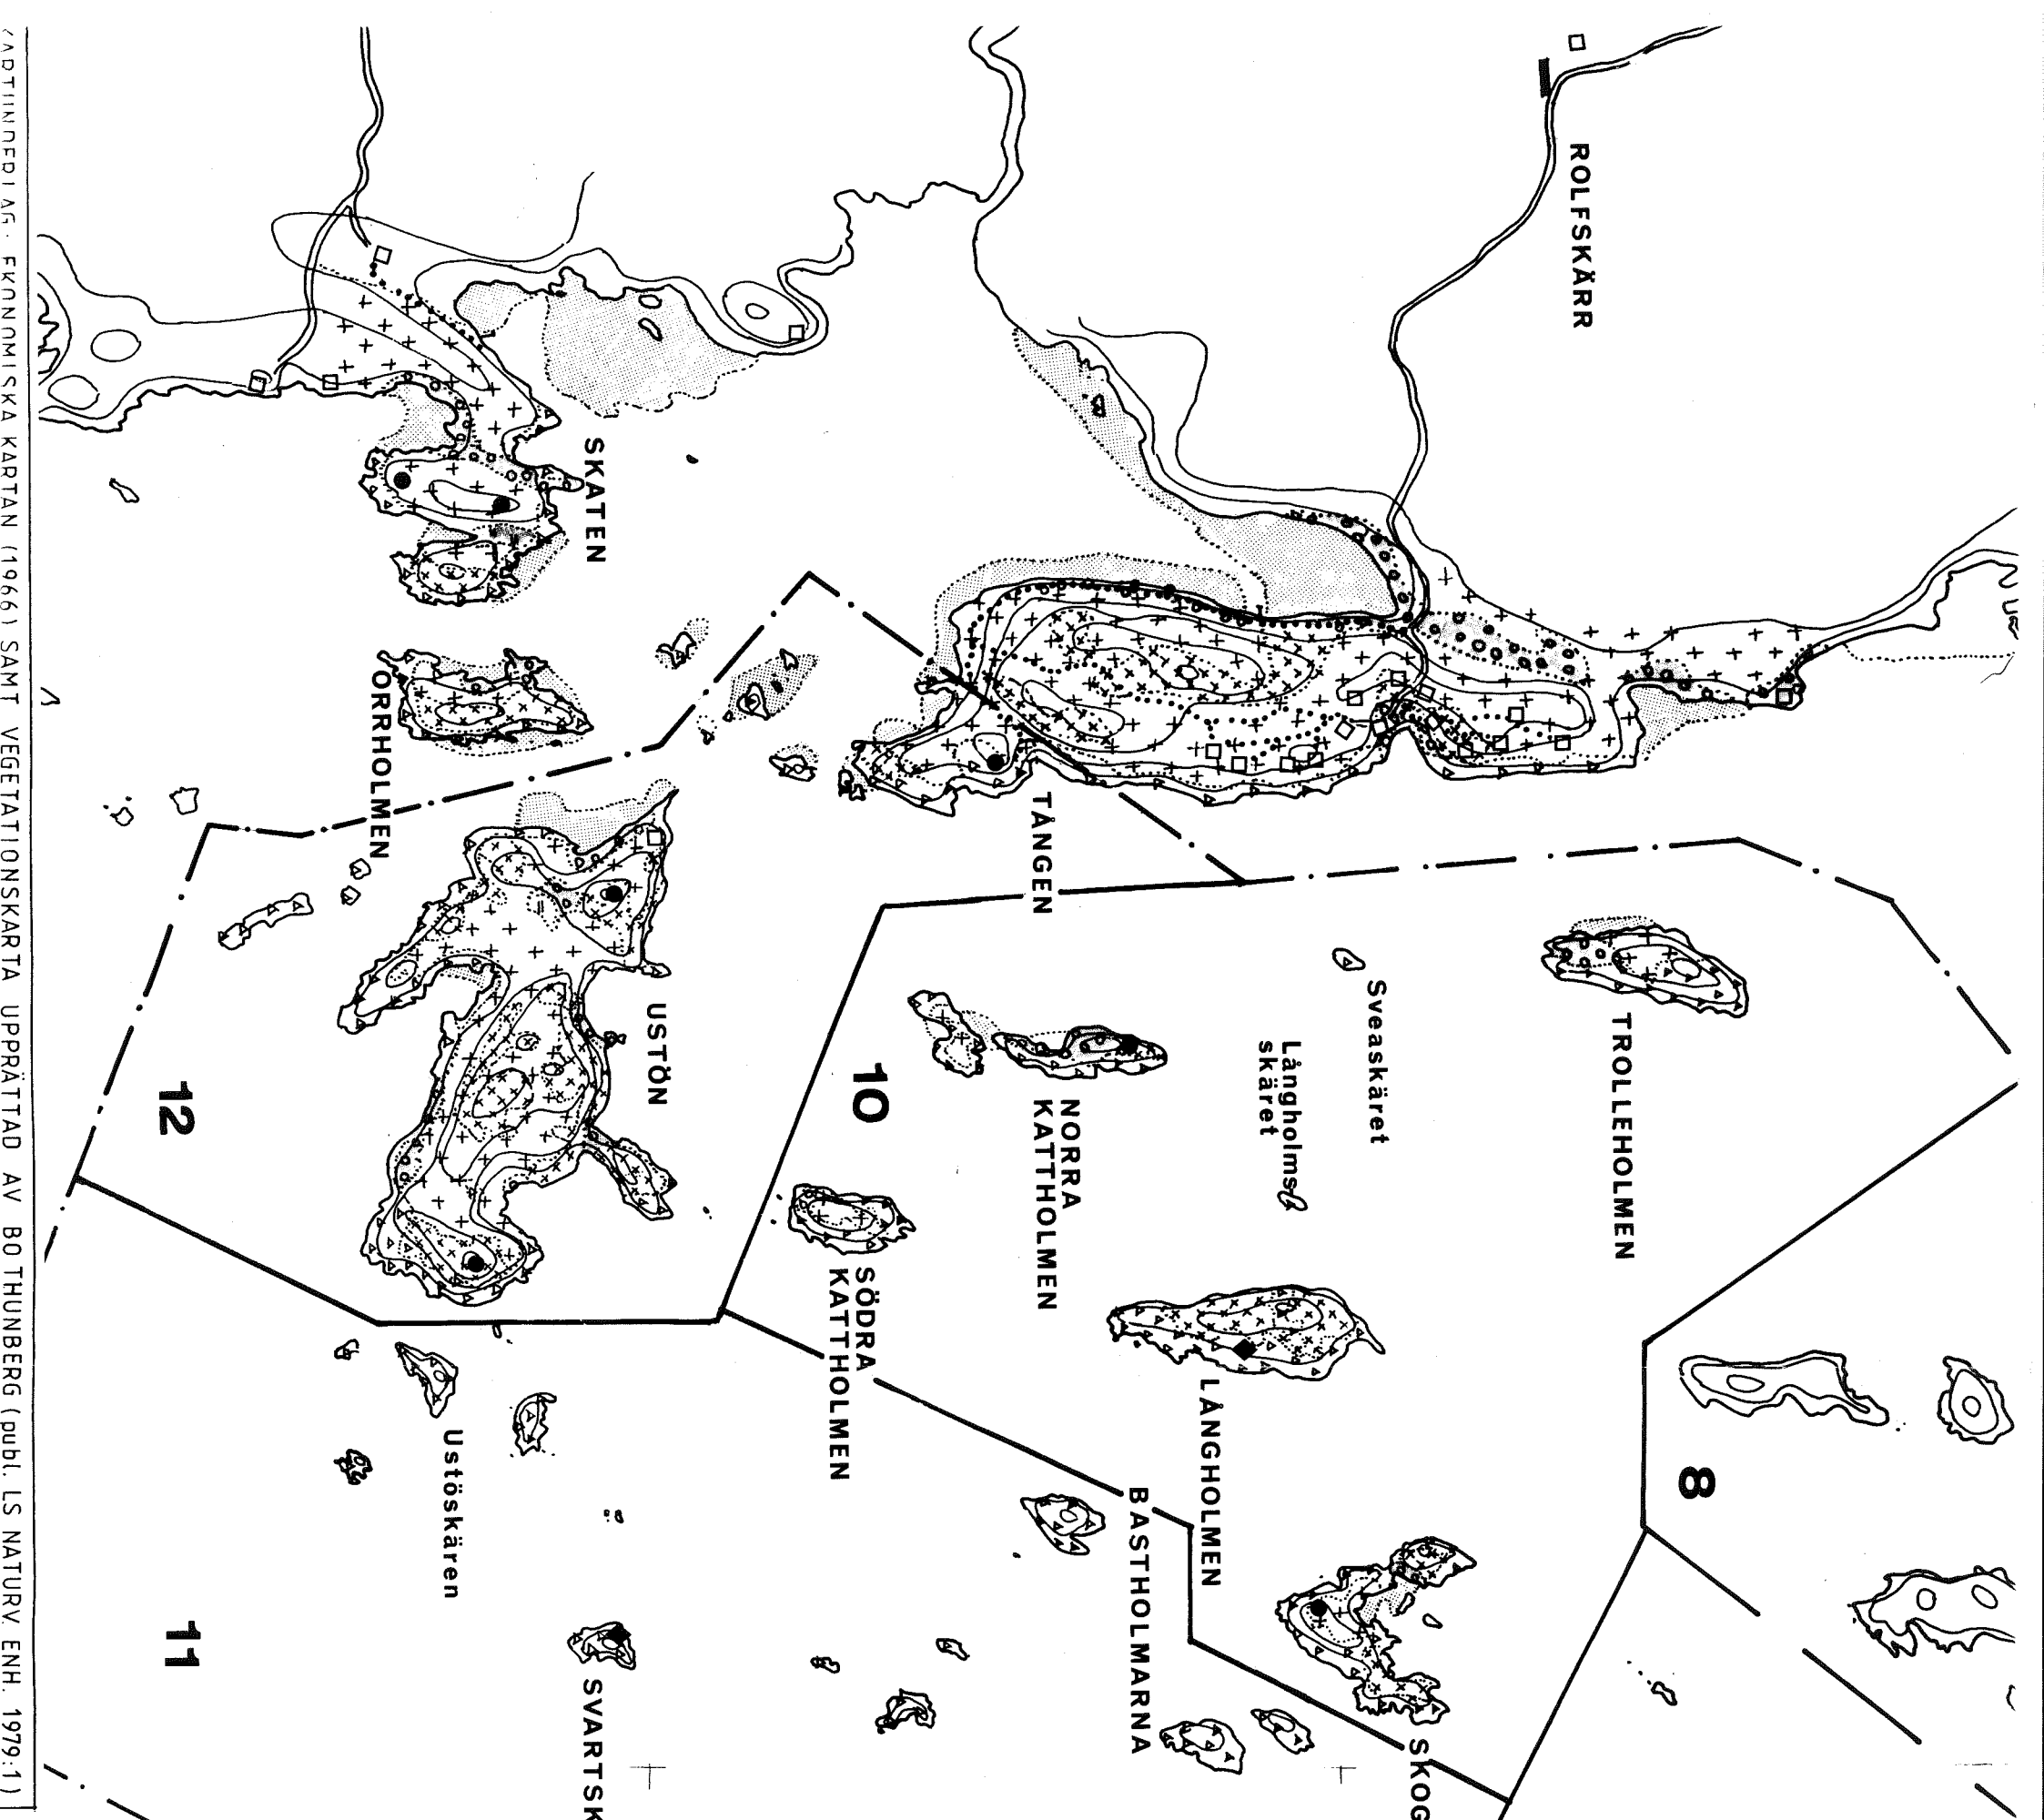 ROLFSKÄRR
TROLLEHOLMEN
8
Sveaskäret
Långholms-
skäret
LÅNGHOLMEN
SKOG
BASTHOLMARNA
NORRA
KATTHOLMEN
TÅNGEN
10
SÖDRA
KATTHOLMEN
USTÖN
SKATEN
SVARTSK
Ustöskären
ORRHOLMEN
12
11
EKONOMISKA KARTAN (1966) SAMT VEGETATIONSKARTA UPPRÄTTAD AV BO THUNBERG (publ. LS NATURV. ENH. 1979:1)